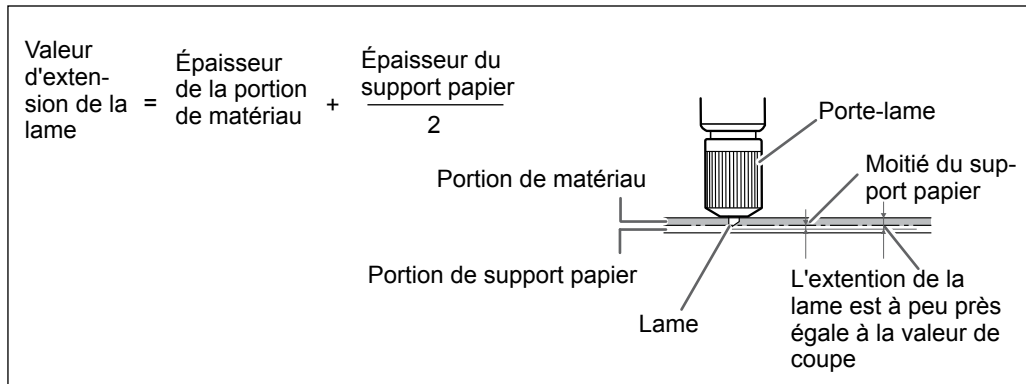 Valeur
d'exten-
sion de la
lame
=
Épaisseur
de la portion
de matériau
+
Épaisseur du
support papier
2
Porte-lame
Moitié du sup-
port papier
Portion de matériau
Portion de support papier
Lame
L'extention de la
lame est à peu près
égale à la valeur de
coupe